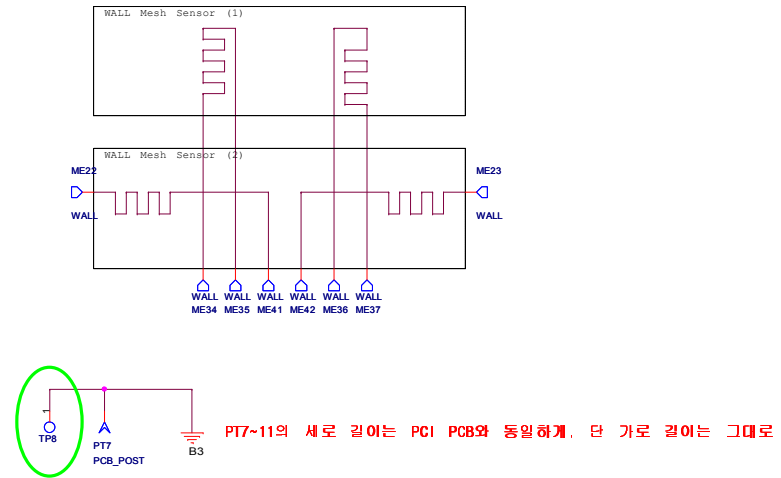 WALL Mesh Sensor (1)
WALL Mesh Sensor (2)
ME22
WALL
ME23
WALL
WALL WALL WALL WALL WALL WALL
ME34 ME35 ME41 ME42 ME36 ME37
1
TP8
PT7
PCB_POST
B3
PT7~11의 세로 길이는 PCI PCB와 동일하게, 단 가로 길이는 그대로